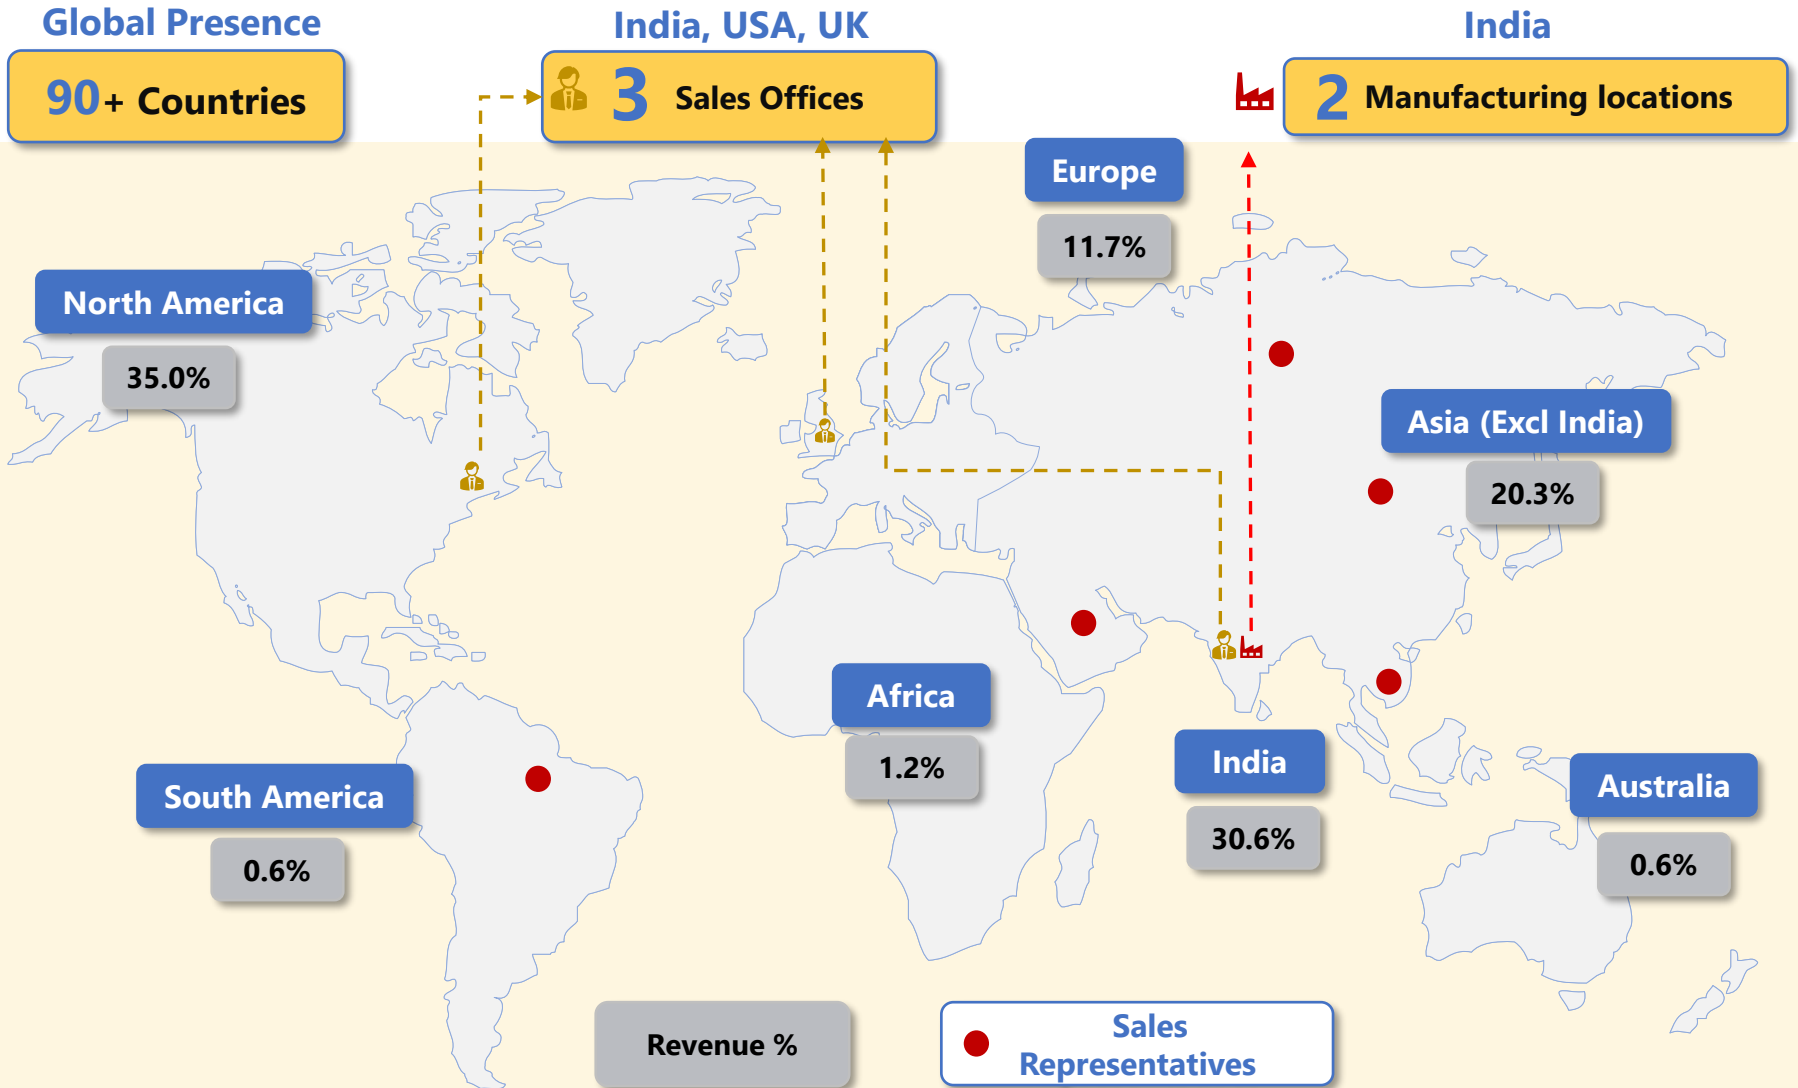 Global Presence
India, USA, UK
India
90+ Countries
3 Sales Offices
2 Manufacturing locations
Europe
11.7%
North America
35.0%
Asia (Excl India)
20.3%
Africa
1.2%
India
30.6%
South America
0.6%
Australia
0.6%
Revenue %
Sales
Representatives